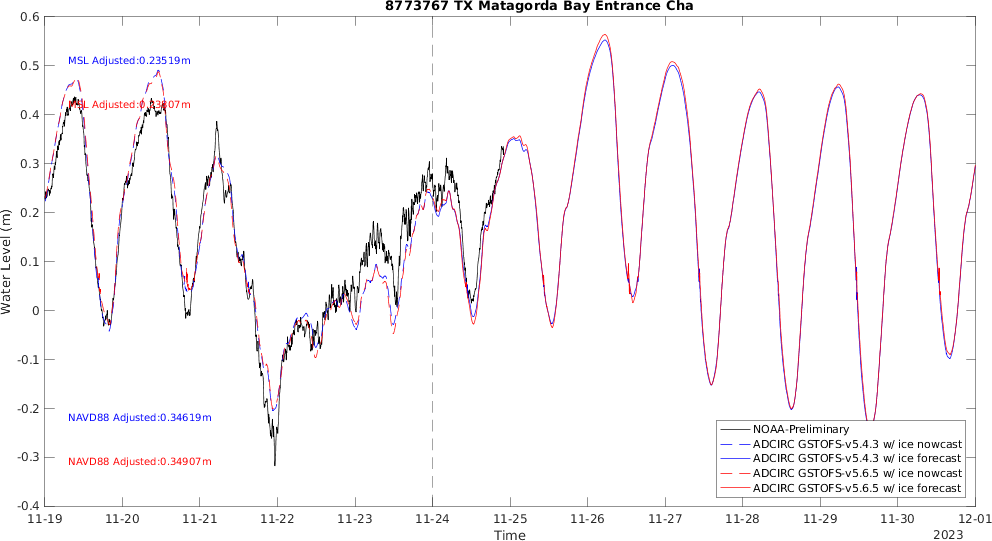 8773767 TX Matagorda Bay Entrance Cha
0.6
0.5
0.4
0.3
0.2
0.1
0
-0.1
-0.2
-0.3
-0.4
Water Level (m)
MSL Adjusted:0.23519m
MSL
NAVD88 Adjusted:0.34619m
NAVD88 Adjusted:0.34907m
NOAA-Preliminary
ADCIRC GSTOFS-v5.4.3 w/ ice nowcast
ADCIRC GSTOFS-v5.4.3 w/ ice forecast
ADCIRC GSTOFS-v5.6.5 w/ ice nowcast
ADCIRC GSTOFS-v5.6.5 w/ ice forecast
11-19 11-20 11-21 11-22 11-23 11-24 11-25 11-26 11-27 11-28 11-29 11-30 12-01
Time
2023